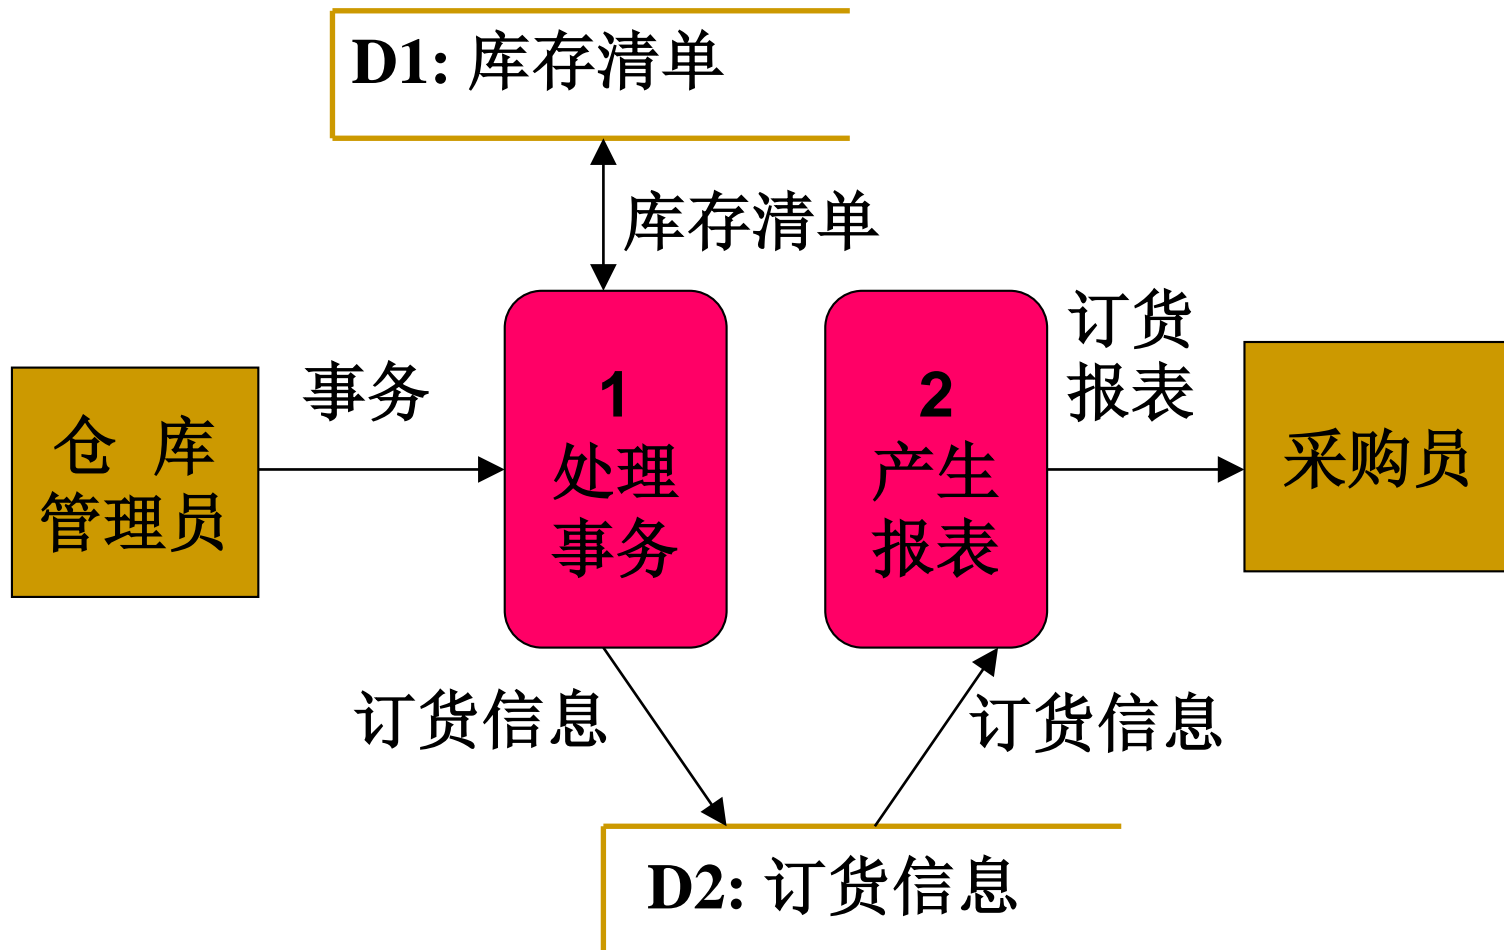 D1: 库存清单
库存清单
事务
仓 库
管理员
1
处理
事务
2
产生
报表
订货
报表
采购员
订货信息
订货信息
D2: 订货信息